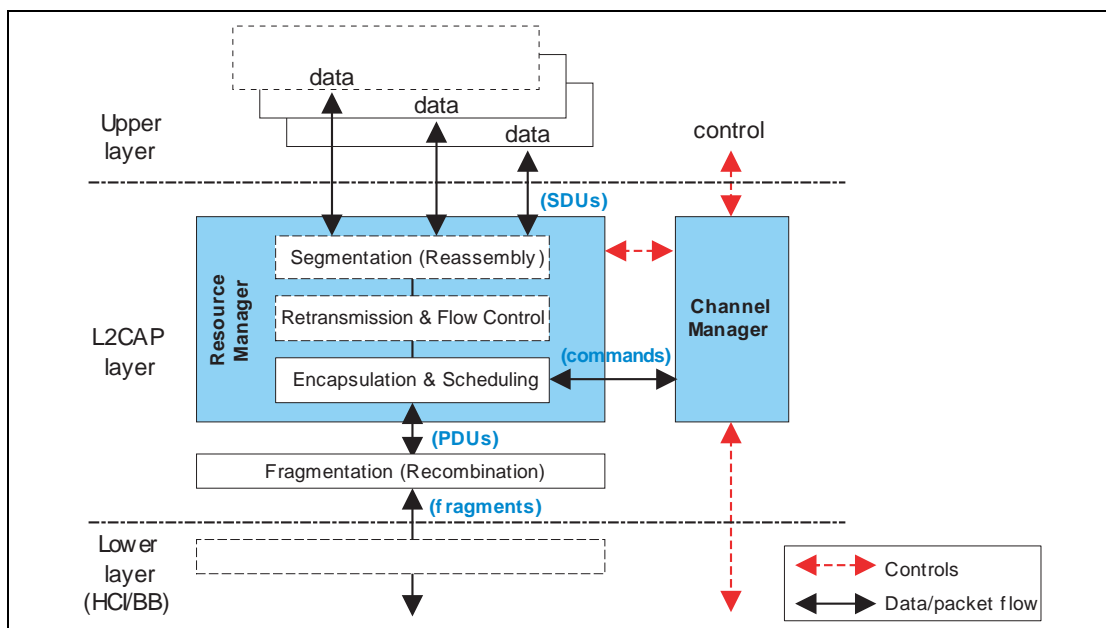 data
data
data
Upper
layer
control
(SDUs)
Segmentation (Reassembly)
Resource
Manager
Retransmission & Flow Control
Channel
Manager
L2CAP
layer
(commands)
Encapsulation & Scheduling
(PDUs)
Fragmentation (Recombination)
(fragments)
Lower
layer
(HCI/BB)
Controls
Data/packet flow